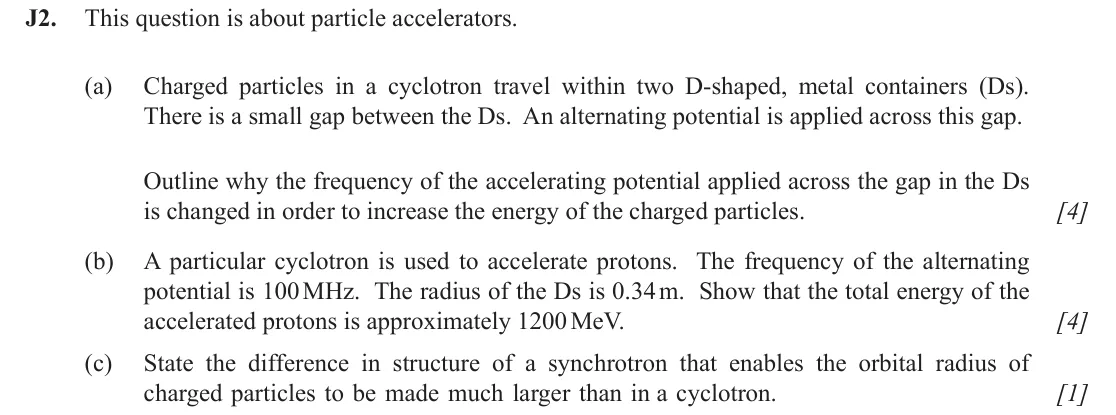 J2. This question is about particle accelerators.
(a) Charged particles in a cyclotron travel within two D-shaped, metal containers (Ds).
There is a small gap between the Ds. An alternating potential is applied across this gap.
Outline why the frequency of the accelerating potential applied across the gap in the Ds
is changed in order to increase the energy of the charged particles. [4]
(b) A particular cyclotron is used to accelerate protons. The frequency of the alternating
potential is 100 MHz. The radius of the Ds is 0.34 m. Show that the total energy of the
accelerated protons is approximately 1200 MeV. [4]
(c) State the difference in structure of a synchrotron that enables the orbital radius of
charged particles to be made much larger than in a cyclotron. [1]